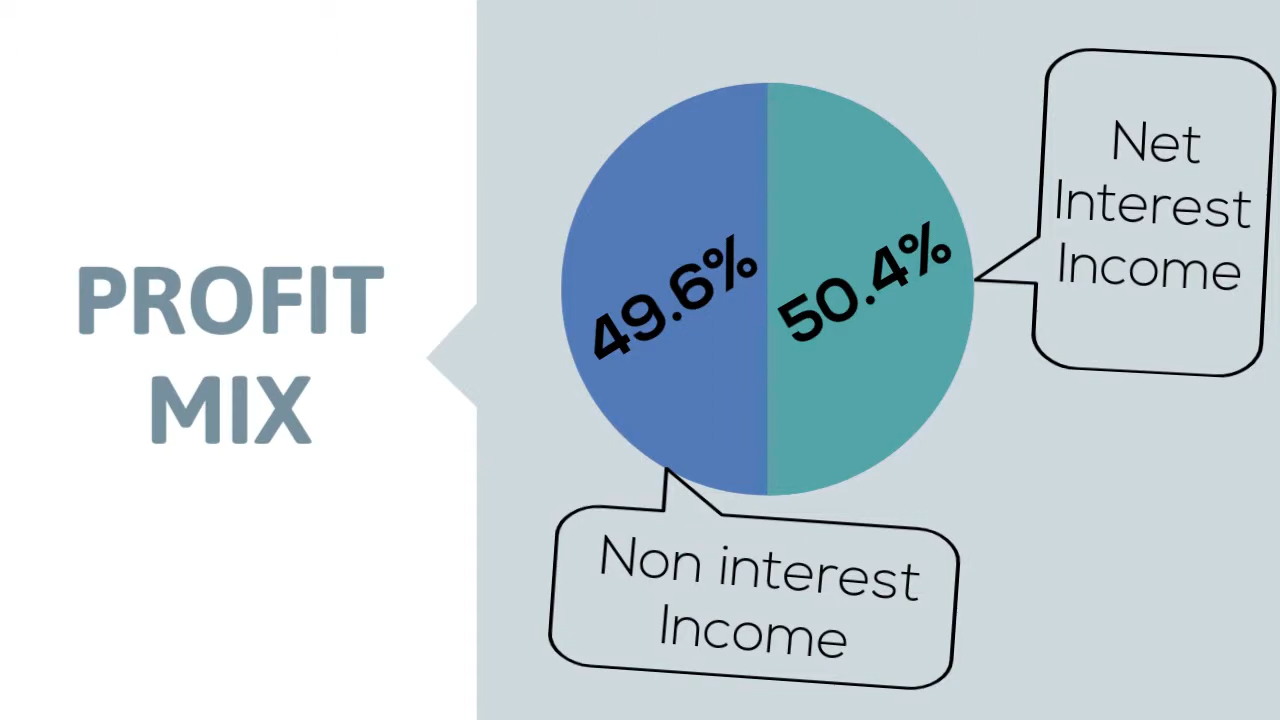 PROFIT
MIX
49.6%
50.4%
Net
Interest
Income
Non interest
Income